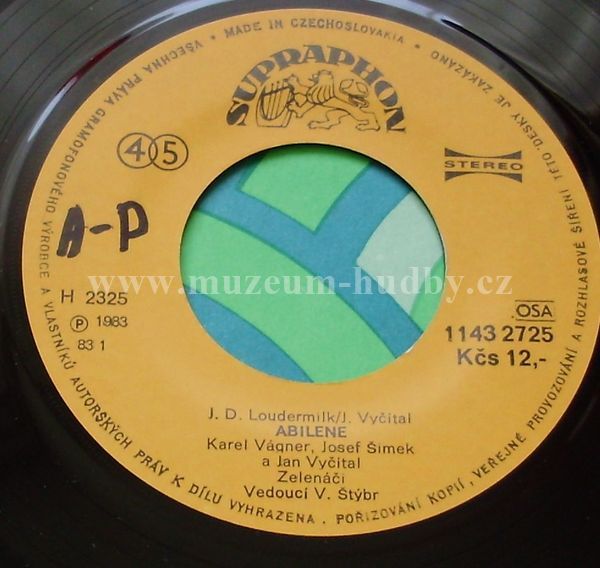 VŠECHNA PRÁVA GRAMOFONOVÉHO VÝROBCE A VLASTNÍKŮ AUTORSKÝCH PRÁV K DÍLU VYHRAZENA. POŘIZOVÁNÍ KOPIÍ, VEŘEJNÉ PROVOZOVÁNÍ A ROZHLASOVÉ ŠÍŘENÍ TÉTO DESKY JE ZAKÁZÁNO
• MADE IN CZECHOSLOVAKIA •
SUPRAPHON
45
STEREO
A-P
www.muzeum-hudby.cz
H 2325
Ⓟ 1983
83 1
OSA
1143 2725
Kčs 12,-
J. D. Loudermilk/J. Vyčítal
ABILENE
Karel Vágner, Josef Šimek
a Jan Vyčítal
Zelenáči
Vedoucí V. Štýbr